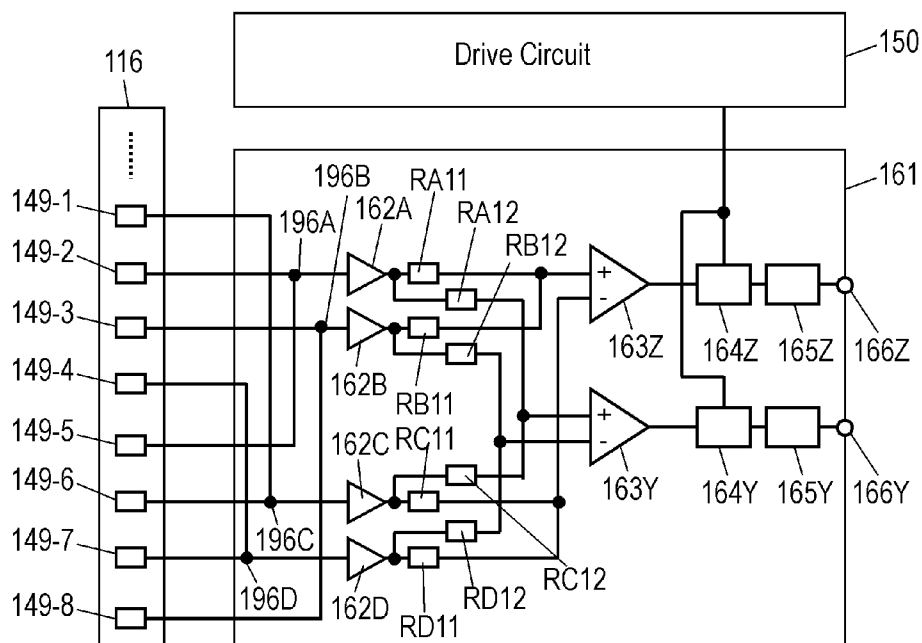 Drive Circuit
150
116
161
149-1
149-2
149-3
149-4
149-5
149-6
149-7
149-8
196A
196B
162A
RA11
RA12
RB12
+
-
163Z
164Z
165Z
166Z
162B
RB11
162C
RC11
+
-
163Y
164Y
165Y
166Y
196C
196D
162D
RD11
RD12
RC12